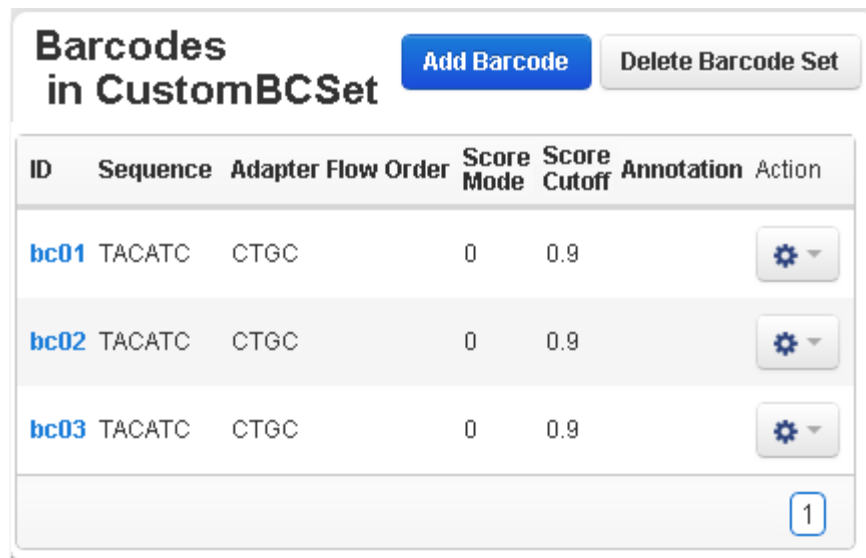 Barcodes
in CustomBCSet
Add Barcode Delete Barcode Set
ID Sequence Adapter Flow Order Score Mode Score Cutoff Annotation Action
bc01 TACATC CTGC 0 0.9
bc02 TACATC CTGC 0 0.9
bc03 TACATC CTGC 0 0.9
1